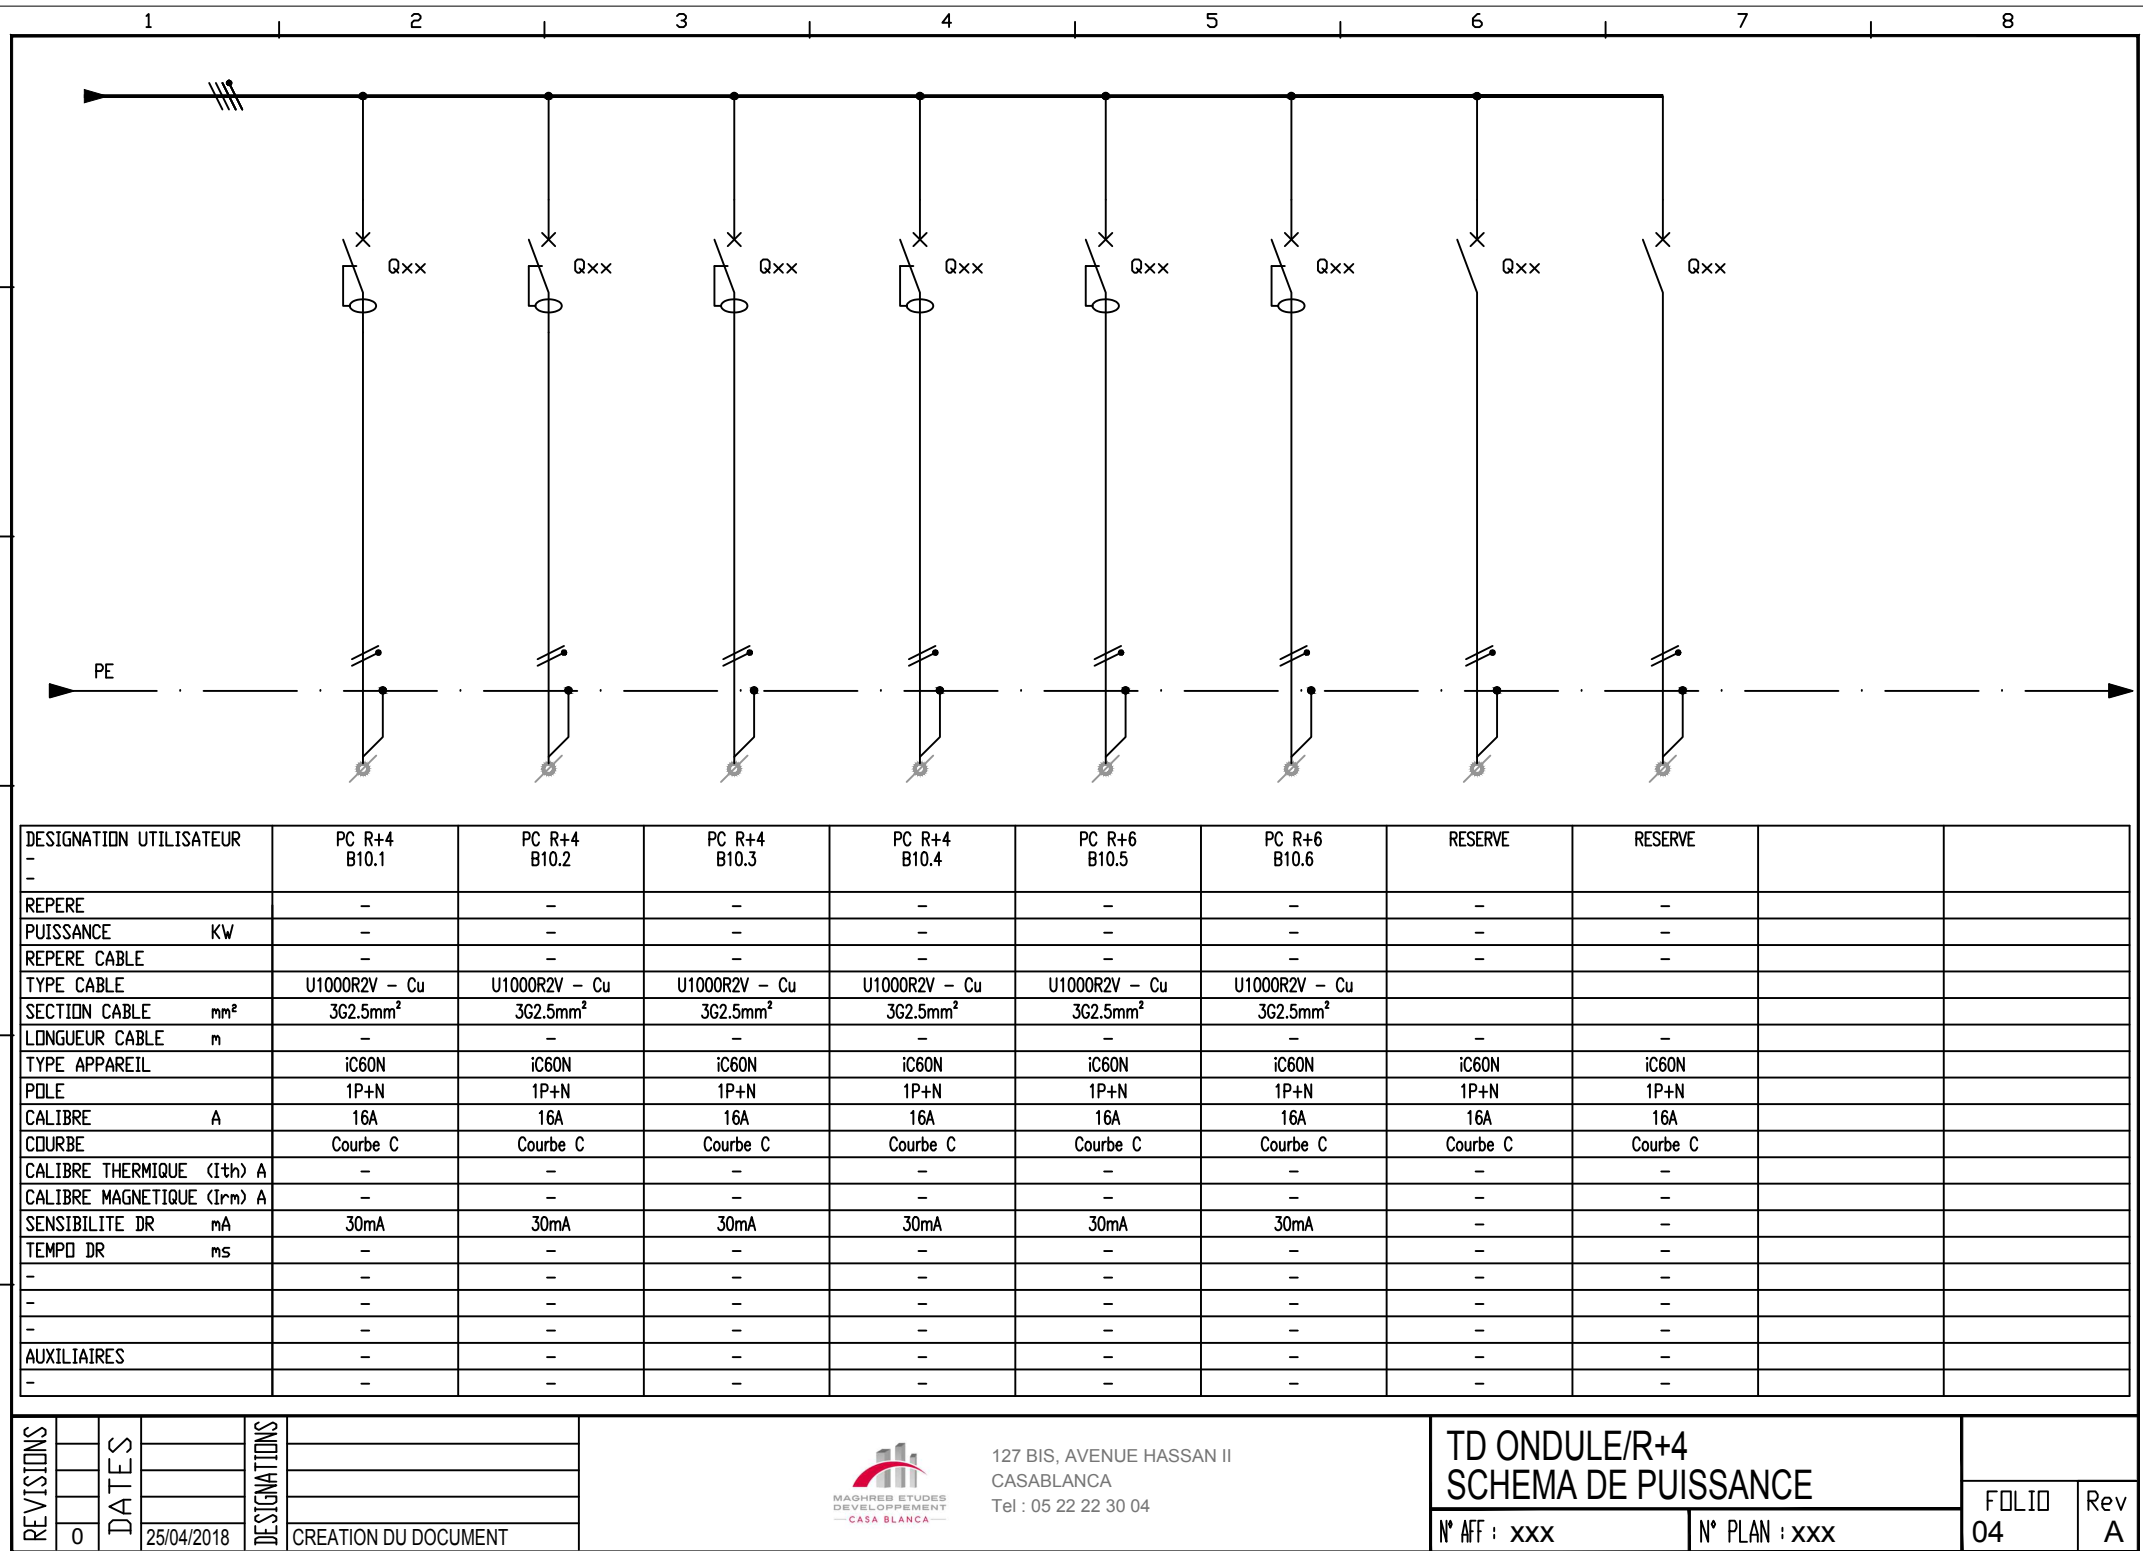 1 2 3 4 5 6 7 8
Qxx Qxx Qxx Qxx Qxx Qxx Qxx Qxx
PE
DESIGNATION UTILISATEUR PC R+4 PC R+4 PC R+4 PC R+4 PC R+6 PC R+6 RESERVE RESERVE
- B10.1 B10.2 B10.3 B10.4 B10.5 B10.6
-
REPERE - - - - - - - -
PUISSANCE KW - - - - - - - -
REPERE CABLE - - - - - - - -
TYPE CABLE U1000R2V - Cu U1000R2V - Cu U1000R2V - Cu U1000R2V - Cu U1000R2V - Cu U1000R2V - Cu
SECTION CABLE mm² 3G2.5mm² 3G2.5mm² 3G2.5mm² 3G2.5mm² 3G2.5mm² 3G2.5mm²
LONGUEUR CABLE m - - - - - - - -
TYPE APPAREIL iC60N iC60N iC60N iC60N iC60N iC60N iC60N iC60N
POLE 1P+N 1P+N 1P+N 1P+N 1P+N 1P+N 1P+N 1P+N
CALIBRE A 16A 16A 16A 16A 16A 16A 16A 16A
COURBE Courbe C Courbe C Courbe C Courbe C Courbe C Courbe C Courbe C Courbe C
CALIBRE THERMIQUE (Ith) A - - - - - - - -
CALIBRE MAGNETIQUE (Irm) A - - - - - - - -
SENSIBILITE DR mA 30mA 30mA 30mA 30mA 30mA 30mA - -
TEMPO DR ms - - - - - - - -
- - - - - - - - -
- - - - - - - - -
- - - - - - - - -
AUXILIAIRES - - - - - - - -
- - - - - - - - -
REVISIONS
0
DATES
25/04/2018
DESIGNATIONS
CREATION DU DOCUMENT
MAGHREB ETUDES
DEVELOPPEMENT
CASA BLANCA
127 BIS, AVENUE HASSAN II
CASABLANCA
Tel : 05 22 22 30 04
TD ONDULE/R+4
SCHEMA DE PUISSANCE
N° AFF : xxx
N° PLAN : xxx
FOLIO
04
Rev
A